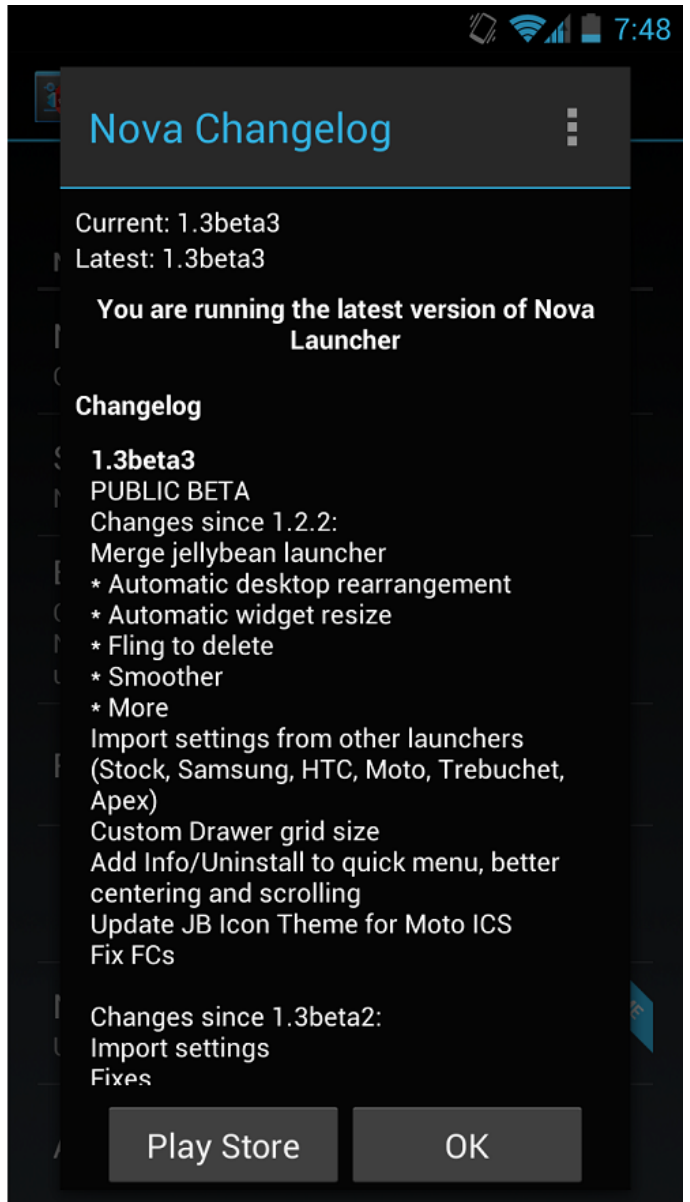 7:48
Nova Changelog
Current: 1.3beta3
Latest: 1.3beta3
You are running the latest version of Nova
Launcher
Changelog
1.3beta3
PUBLIC BETA
Changes since 1.2.2:
Merge jellybean launcher
* Automatic desktop rearrangement
* Automatic widget resize
* Fling to delete
* Smoother
* More
Import settings from other launchers
(Stock, Samsung, HTC, Moto, Trebuchet,
Apex)
Custom Drawer grid size
Add Info/Uninstall to quick menu, better
centering and scrolling
Update JB Icon Theme for Moto ICS
Fix FCs
Changes since 1.3beta2:
Import settings
Fixes
Play Store
OK